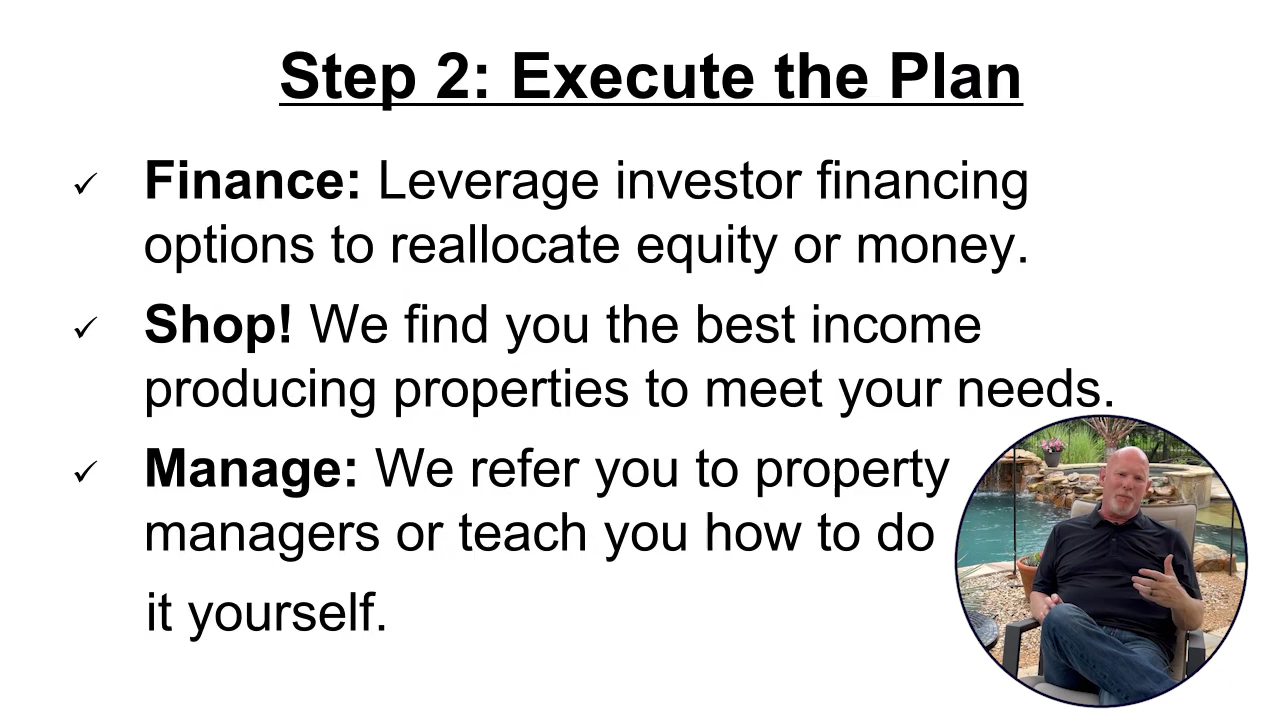 Step 2: Execute the Plan
✓ Finance: Leverage investor financing
options to reallocate equity or money.
✓ Shop! We find you the best income
producing properties to meet your needs.
✓ Manage: We refer you to property
managers or teach you how to do
it yourself.